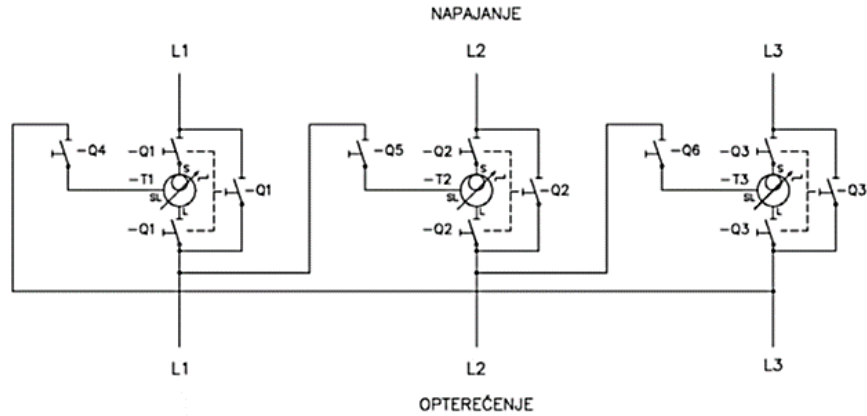 NAPAJANJE
L1 L2 L3
-Q4 -Q1 -Q5 -Q2 -Q6 -Q3
S S S
-T1 -T2 -T3
SL -Q1 SL -Q2 SL -Q3
L L L
-Q1 -Q2 -Q3
L1 L2 L3
OPTEREĆENJE